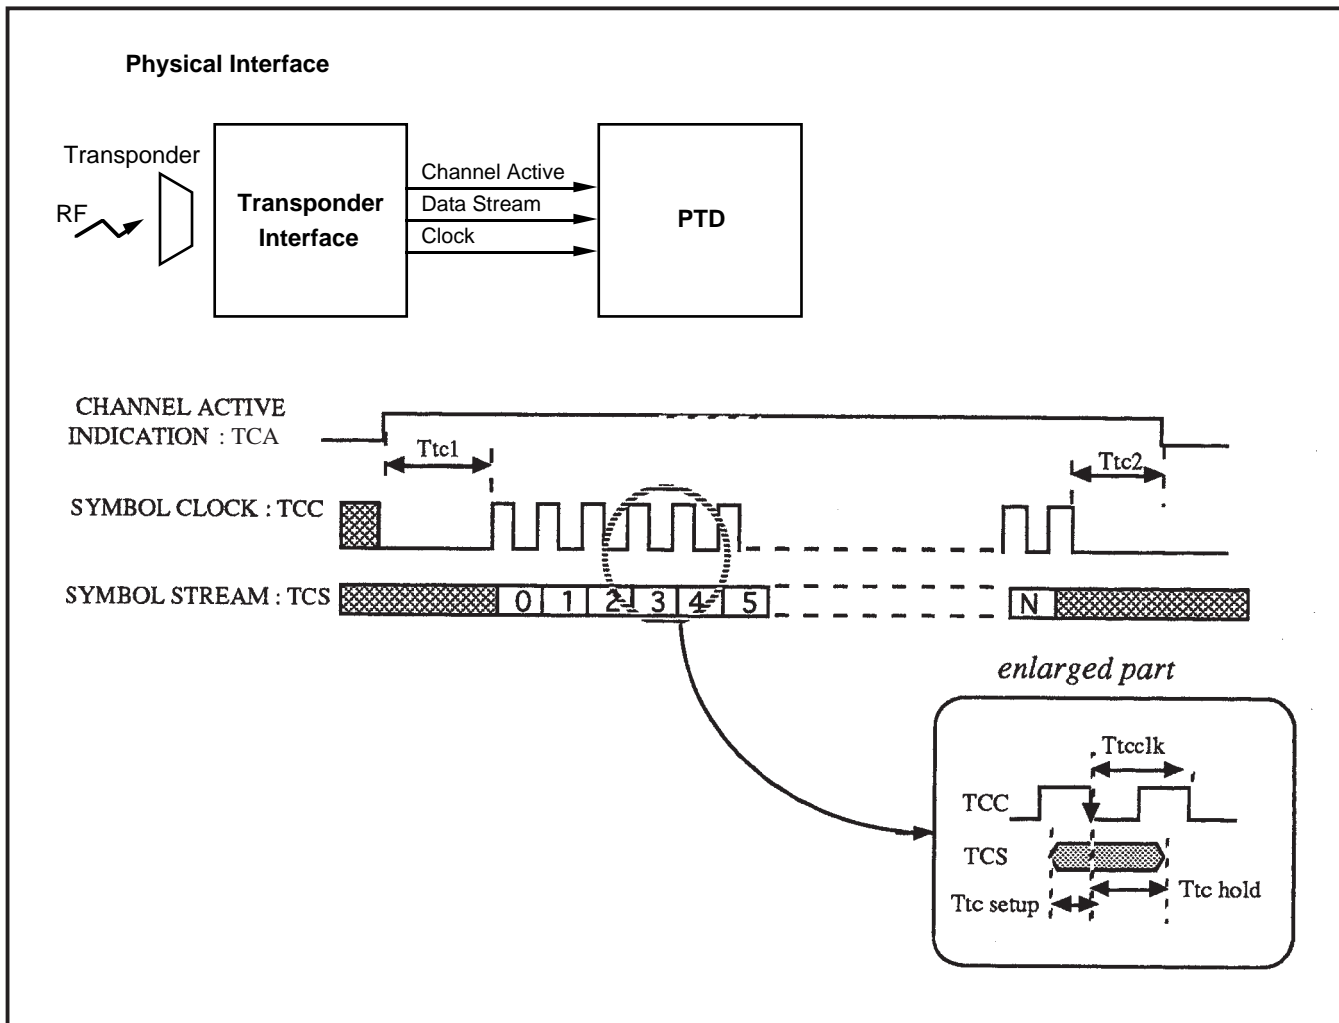 Physical Interface
Transponder
RF
Transponder
Interface
Channel Active
Data Stream
Clock
PTD
CHANNEL ACTIVE
INDICATION : TCA
Ttc1
Ttc2
SYMBOL CLOCK : TCC
SYMBOL STREAM : TCS
0 1 2 3 4 5 N
enlarged part
Ttcclk
TCC
TCS
Ttc setup
Ttc hold